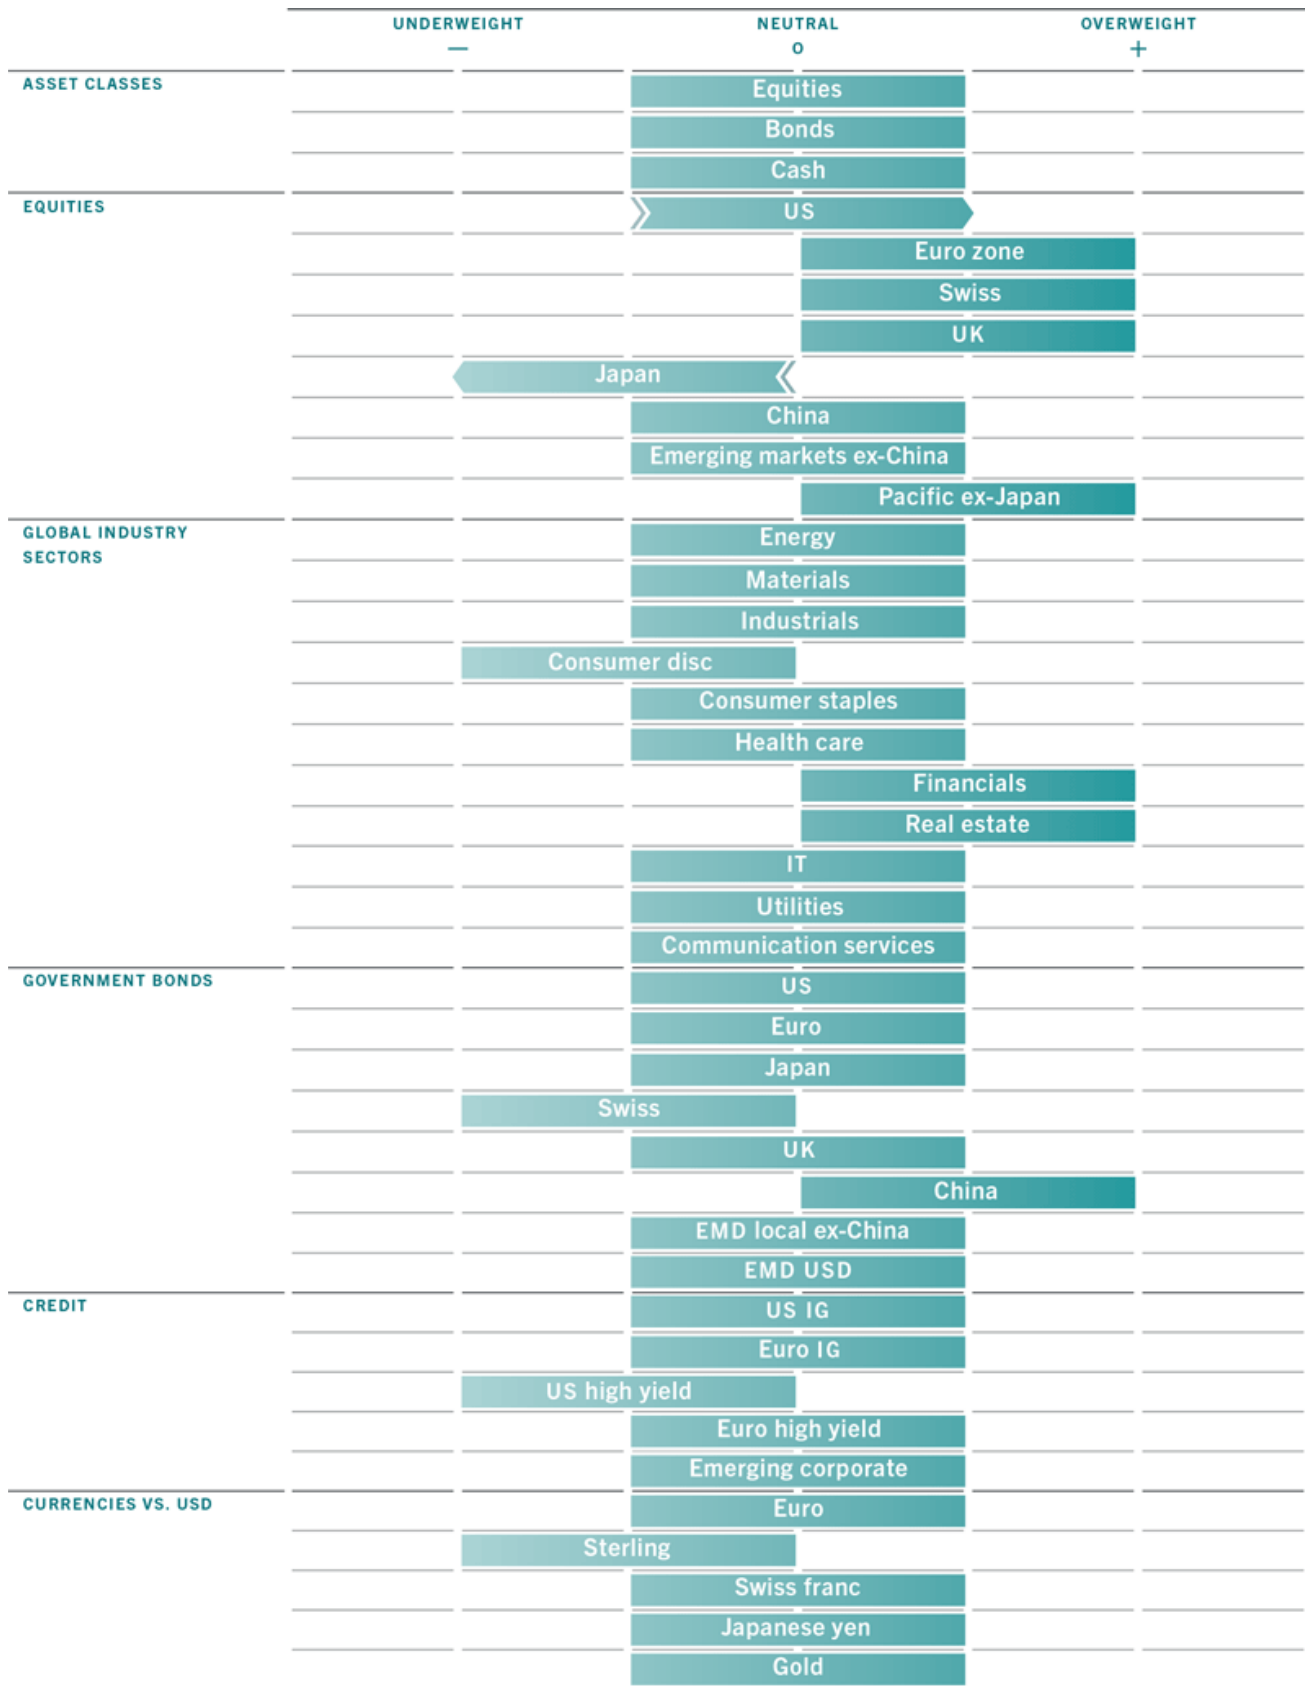 UNDERWEIGHT NEUTRAL OVERWEIGHT
— o +
ASSET CLASSES Equities
Bonds
Cash
EQUITIES US
Euro zone
Swiss
UK
Japan
China
Emerging markets ex-China
Pacific ex-Japan
GLOBAL INDUSTRY Energy
SECTORS
Materials
Industrials
Consumer disc
Consumer staples
Health care
Financials
Real estate
IT
Utilities
Communication services
GOVERNMENT BONDS US
Euro
Japan
Swiss
UK
China
EMD local ex-China
EMD USD
CREDIT US IG
Euro IG
US high yield
Euro high yield
Emerging corporate
CURRENCIES VS. USD Euro
Sterling
Swiss franc
Japanese yen
Gold